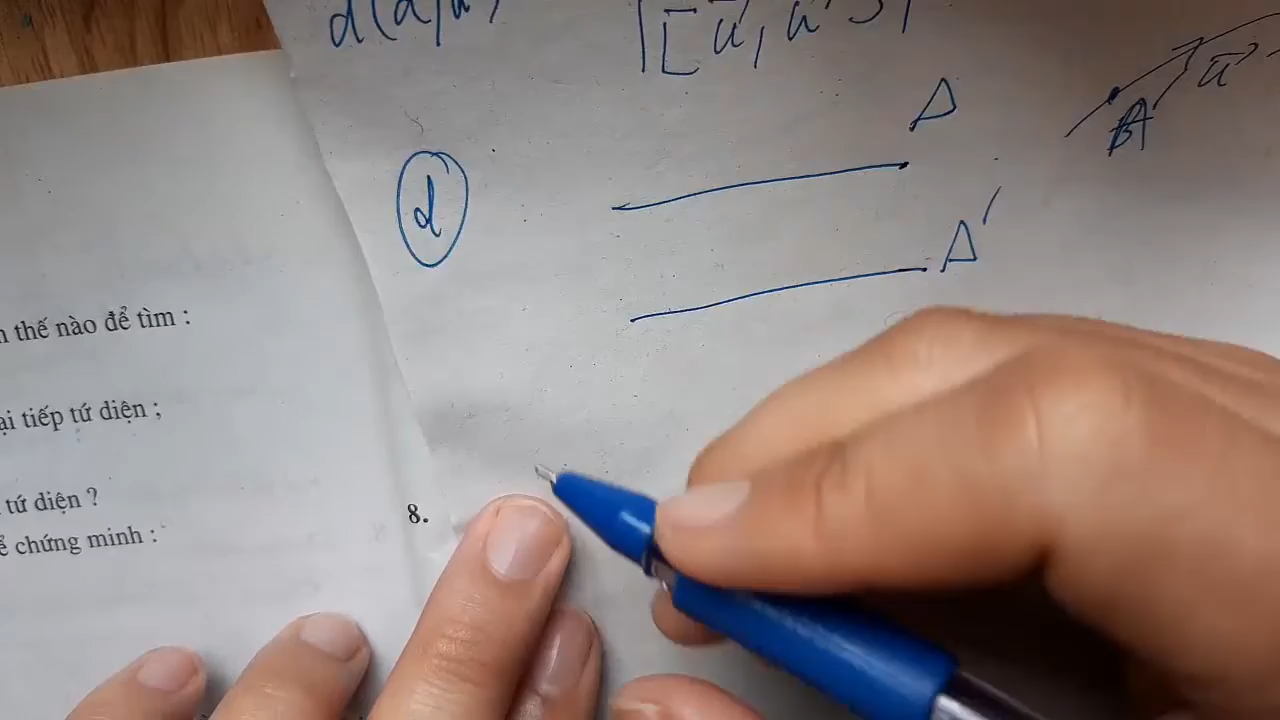 d(d, d')
|[u⃗, u⃗']|
Δ
u⃗'
A
d
Δ'
n thế nào để tìm :
ại tiếp tứ diện ;
tứ diện ?
ể chứng minh :
8.